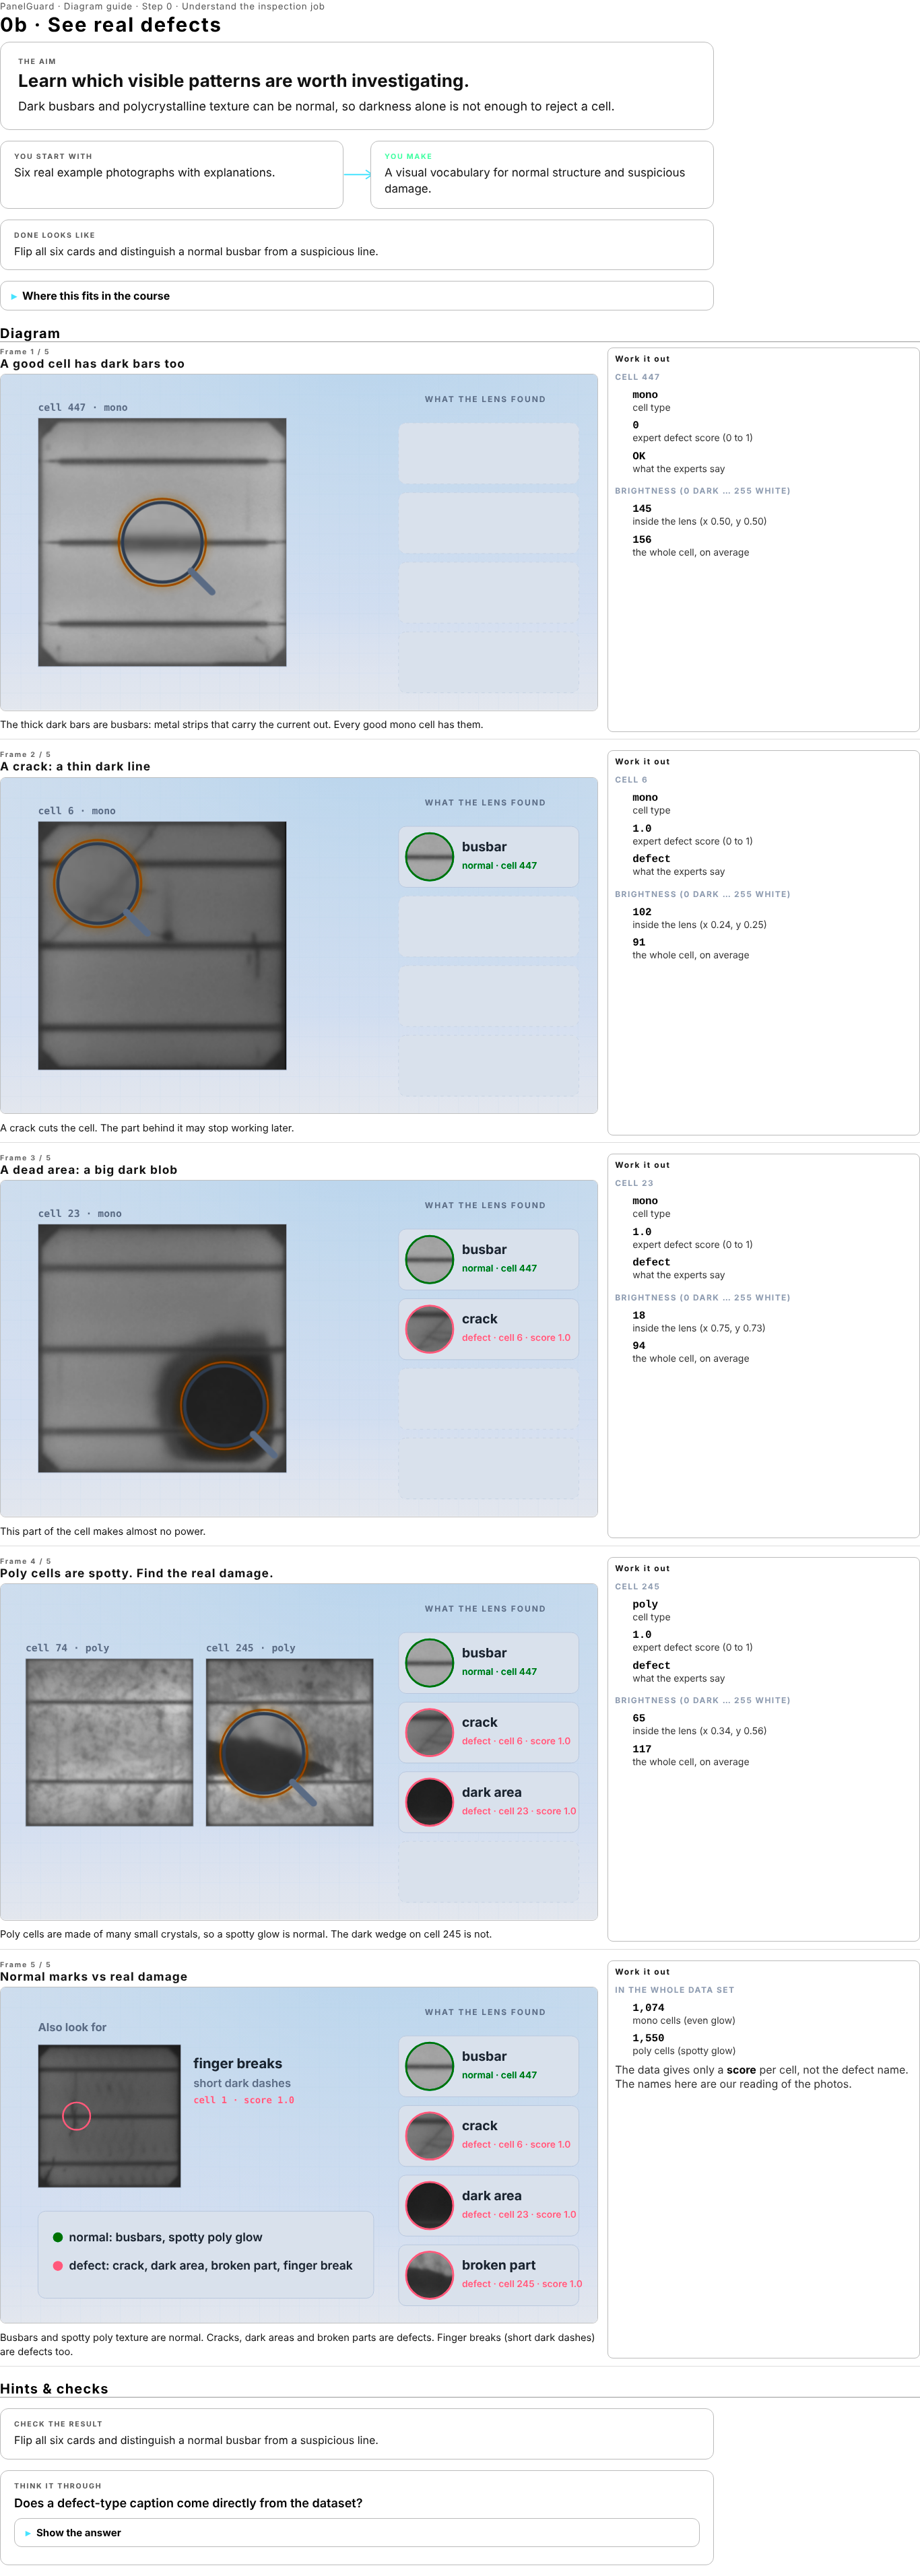 PanelGuard · Diagram guide · Step 0 · Understand the inspection job
0b · See real defects
THE AIM
Learn which visible patterns are worth investigating.
Dark busbars and polycrystalline texture can be normal, so darkness alone is not enough to reject a cell.
YOU START WITH
Six real example photographs with explanations.
YOU MAKE
A visual vocabulary for normal structure and suspicious
damage.
DONE LOOKS LIKE
Flip all six cards and distinguish a normal busbar from a suspicious line.
Where this fits in the course
Diagram
Frame 1 / 5
A good cell has dark bars too
cell 447 · mono
WHAT THE LENS FOUND
The thick dark bars are busbars: metal strips that carry the current out. Every good mono cell has them.
Work it out
CELL 447
mono
cell type
0
expert defect score (0 to 1)
OK
what the experts say
BRIGHTNESS (0 DARK … 255 WHITE)
145
inside the lens (x 0.50, y 0.50)
156
the whole cell, on average
Frame 2 / 5
A crack: a thin dark line
cell 6 · mono
WHAT THE LENS FOUND
busbar
normal · cell 447
A crack cuts the cell. The part behind it may stop working later.
Work it out
CELL 6
mono
cell type
1.0
expert defect score (0 to 1)
defect
what the experts say
BRIGHTNESS (0 DARK … 255 WHITE)
102
inside the lens (x 0.24, y 0.25)
91
the whole cell, on average
Frame 3 / 5
A dead area: a big dark blob
cell 23 · mono
WHAT THE LENS FOUND
busbar
normal · cell 447
crack
defect · cell 6 · score 1.0
This part of the cell makes almost no power.
Work it out
CELL 23
mono
cell type
1.0
expert defect score (0 to 1)
defect
what the experts say
BRIGHTNESS (0 DARK … 255 WHITE)
18
inside the lens (x 0.75, y 0.73)
94
the whole cell, on average
Frame 4 / 5
Poly cells are spotty. Find the real damage.
cell 74 · poly
cell 245 · poly
WHAT THE LENS FOUND
busbar
normal · cell 447
crack
defect · cell 6 · score 1.0
dark area
defect · cell 23 · score 1.0
Poly cells are made of many small crystals, so a spotty glow is normal. The dark wedge on cell 245 is not.
Work it out
CELL 245
poly
cell type
1.0
expert defect score (0 to 1)
defect
what the experts say
BRIGHTNESS (0 DARK … 255 WHITE)
65
inside the lens (x 0.34, y 0.56)
117
the whole cell, on average
Frame 5 / 5
Normal marks vs real damage
Also look for
finger breaks
short dark dashes
cell 1 · score 1.0
normal: busbars, spotty poly glow
defect: crack, dark area, broken part, finger break
WHAT THE LENS FOUND
busbar
normal · cell 447
crack
defect · cell 6 · score 1.0
dark area
defect · cell 23 · score 1.0
broken part
defect · cell 245 · score 1.0
Busbars and spotty poly texture are normal. Cracks, dark areas and broken parts are defects. Finger breaks (short dark dashes)
are defects too.
Work it out
IN THE WHOLE DATA SET
1,074
mono cells (even glow)
1,550
poly cells (spotty glow)
The data gives only a score per cell, not the defect name.
The names here are our reading of the photos.
Hints & checks
CHECK THE RESULT
Flip all six cards and distinguish a normal busbar from a suspicious line.
THINK IT THROUGH
Does a defect-type caption come directly from the dataset?
Show the answer